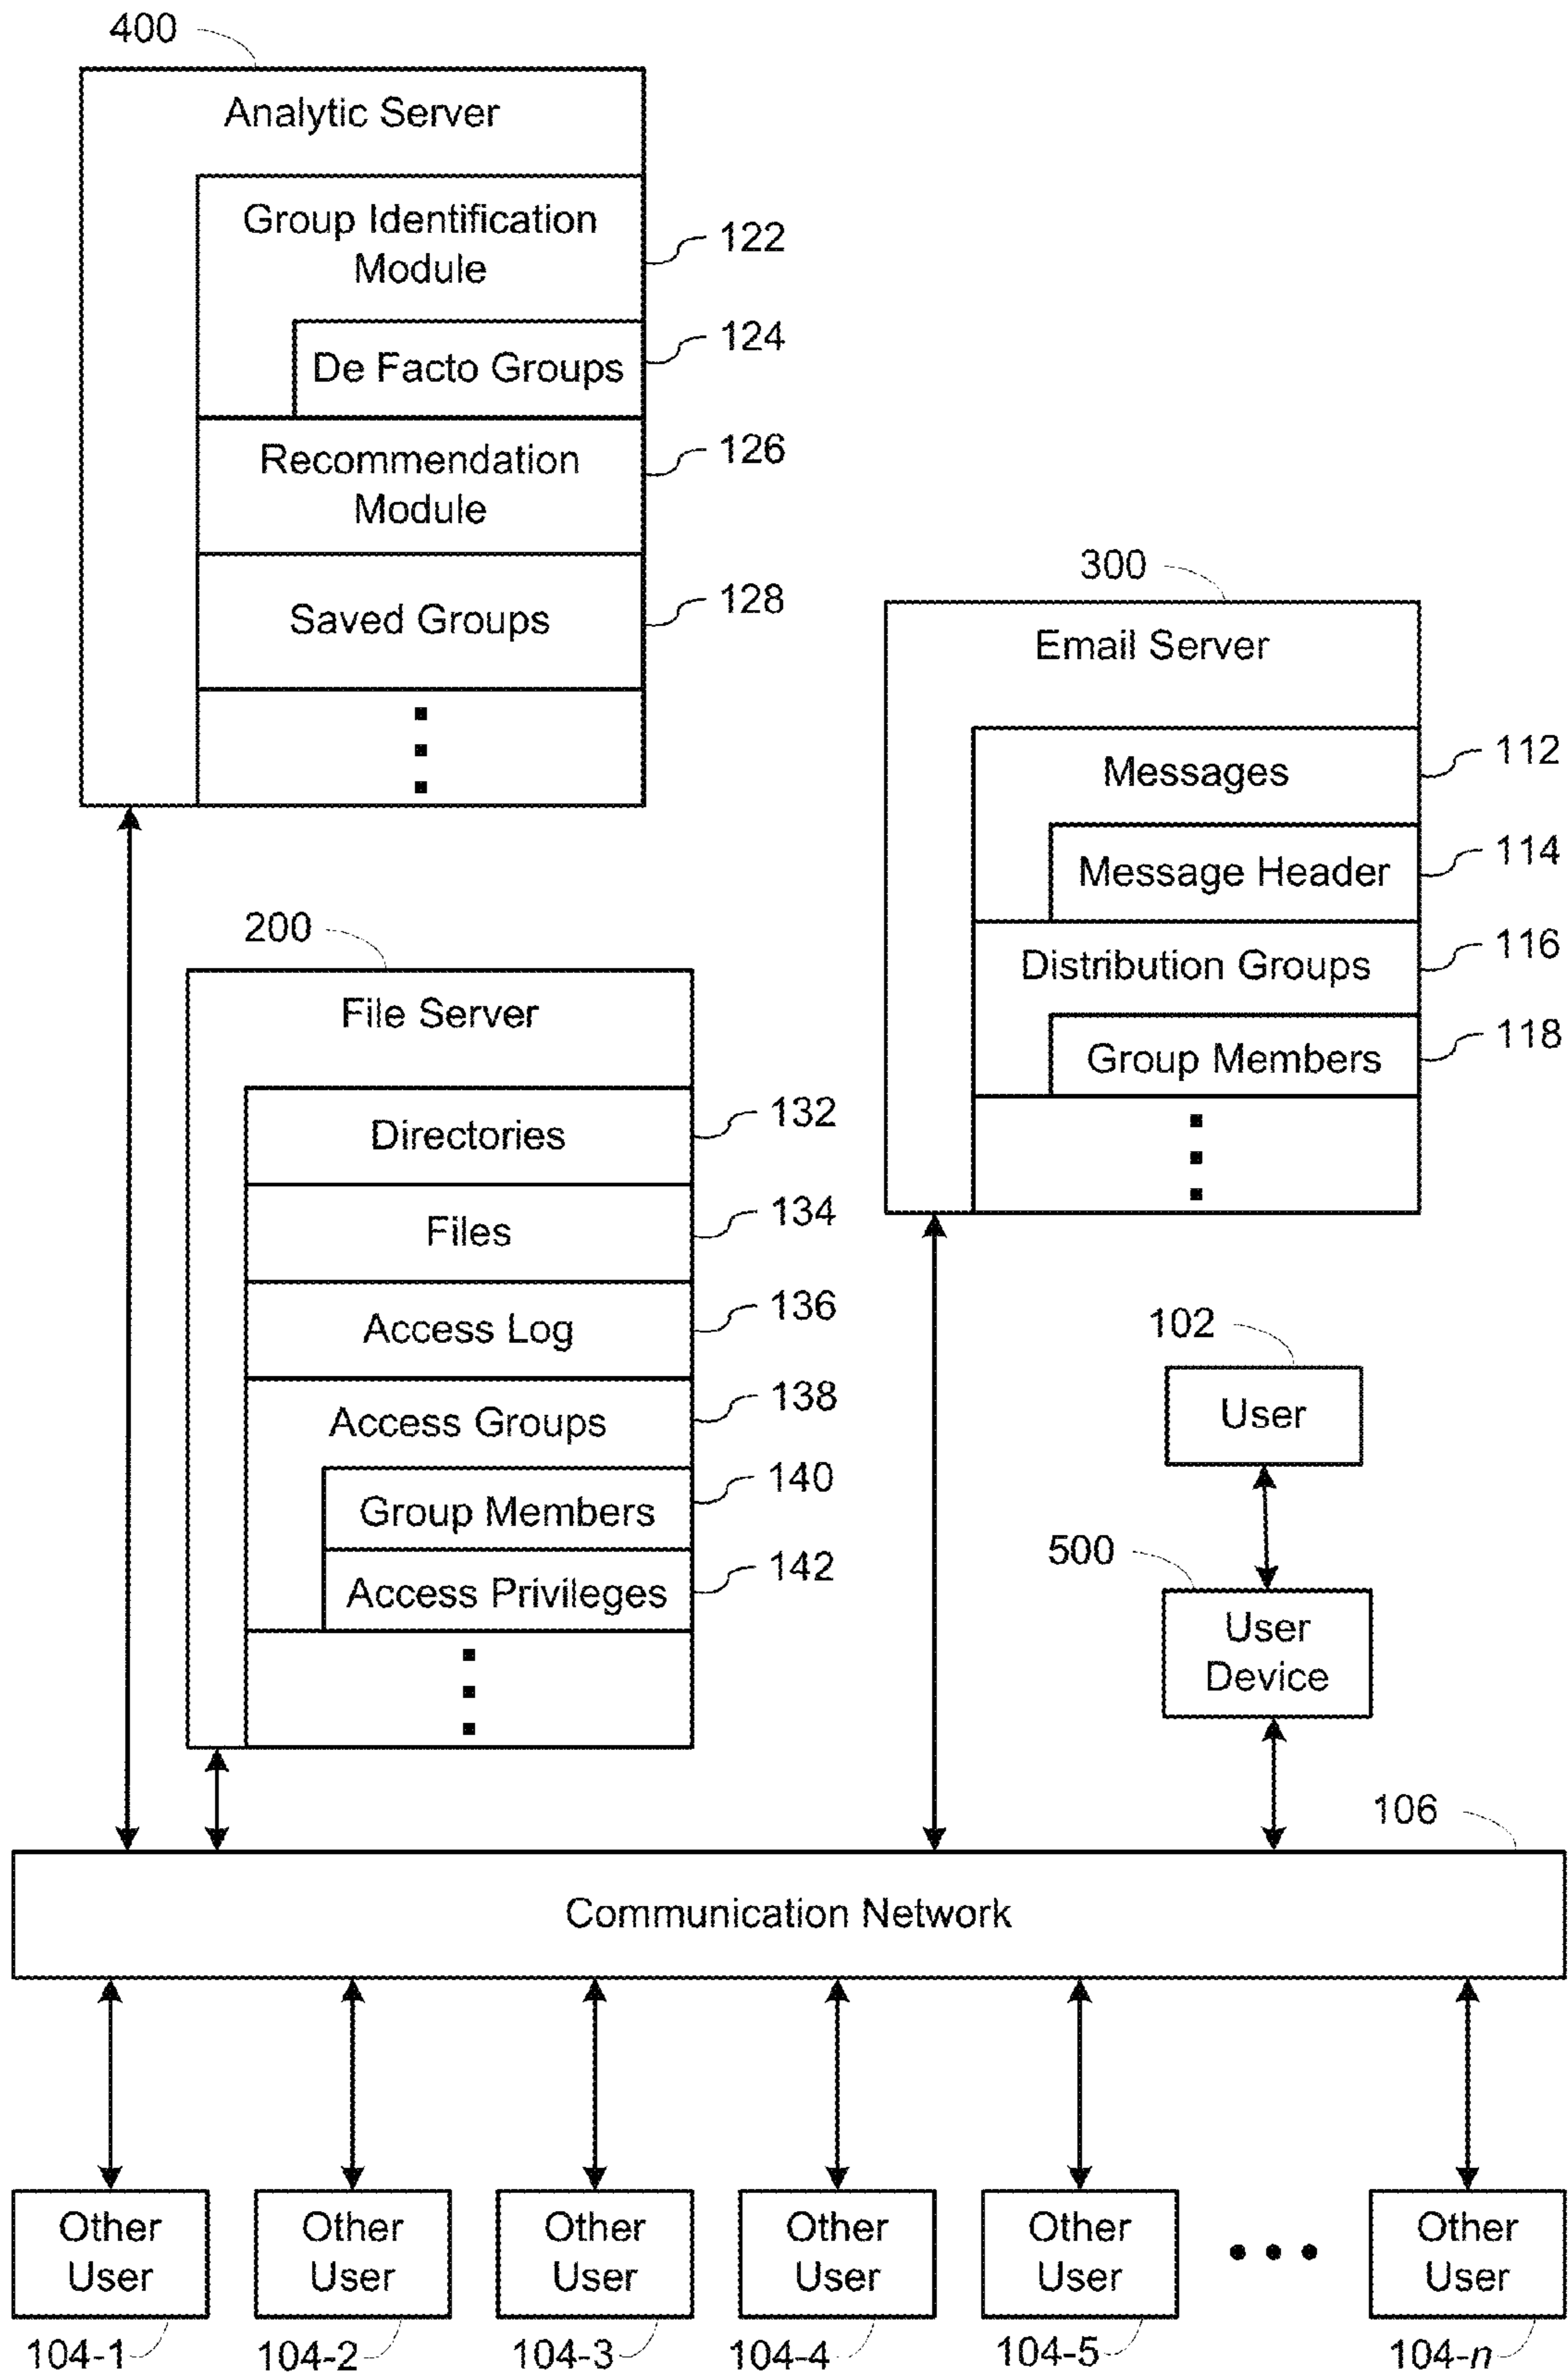 400
Analytic Server
Group Identification
Module
122
De Facto Groups
124
Recommendation
Module
126
Saved Groups
128
300
Email Server
Messages
112
Message Header
114
Distribution Groups
116
Group Members
118
200
File Server
Directories
132
Files
134
Access Log
136
Access Groups
138
Group Members
140
Access Privileges
142
102
User
500
User
Device
106
Communication Network
Other
User
104-1
Other
User
104-2
Other
User
104-3
Other
User
104-4
Other
User
104-5
Other
User
104-n